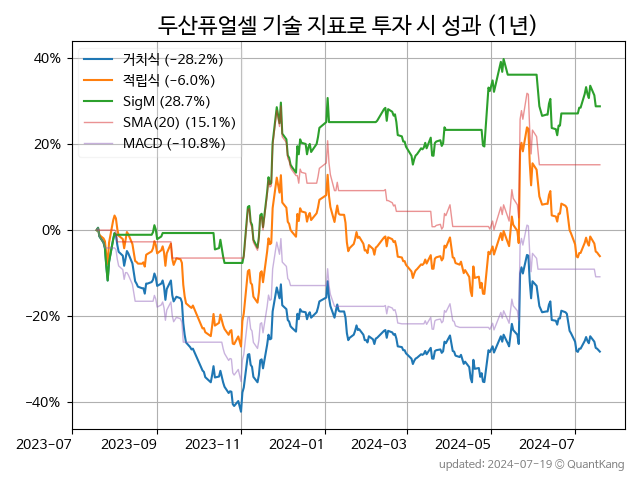 두산퓨얼셀 기술 지표로 투자 시 성과 (1년)
거치식 (−28.2%)
적립식 (−6.0%)
SigM (28.7%)
SMA(20) (15.1%)
MACD (−10.8%)
40%
20%
0%
−20%
−40%
2023-07 2023-09 2023-11 2024-01 2024-03 2024-05 2024-07
updated: 2024-07-19 © QuantKang